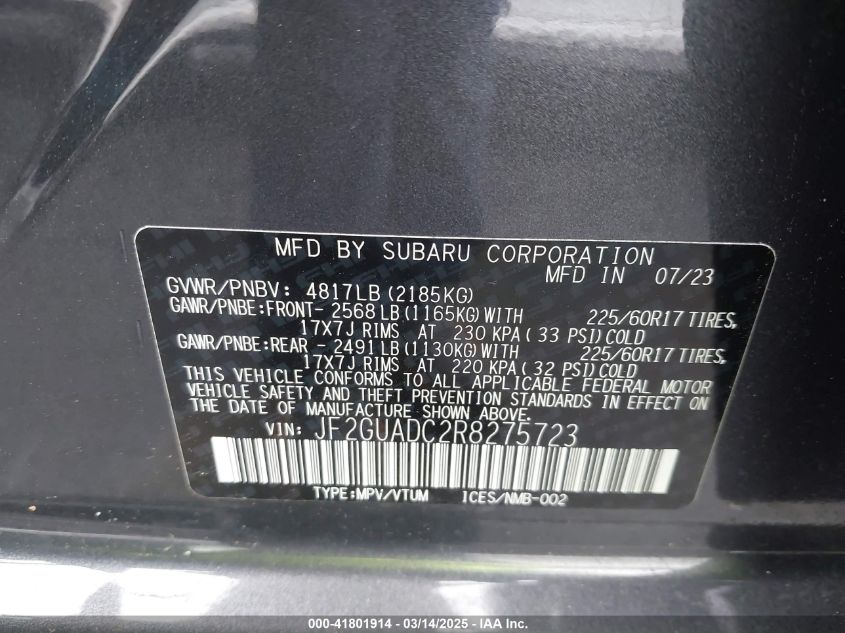 MFD BY SUBARU CORPORATION
MFD IN 07/23
GVWR/PNBV: 4817LB (2185KG)
GAWR/PNBE:FRONT- 2568LB(1165KG)WITH 225/60R17 TIRES,
17X7J RIMS AT 230 KPA ( 33 PSI)COLD
GAWR/PNBE:REAR - 2491LB(1130KG)WITH 225/60R17 TIRES,
17X7J RIMS AT 220 KPA ( 32 PSI)COLD
THIS VEHICLE CONFORMS TO ALL APPLICABLE FEDERAL MOTOR
VEHICLE SAFETY AND THEFT PREVENTION STANDARDS IN EFFECT ON
THE DATE OF MANUFACTURE SHOWN ABOVE.
VIN: JF2GUADC2R8275723
TYPE:MPV/VTUM ICES/NMB-002
000-41801914 - 03/14/2025 - IAA Inc.